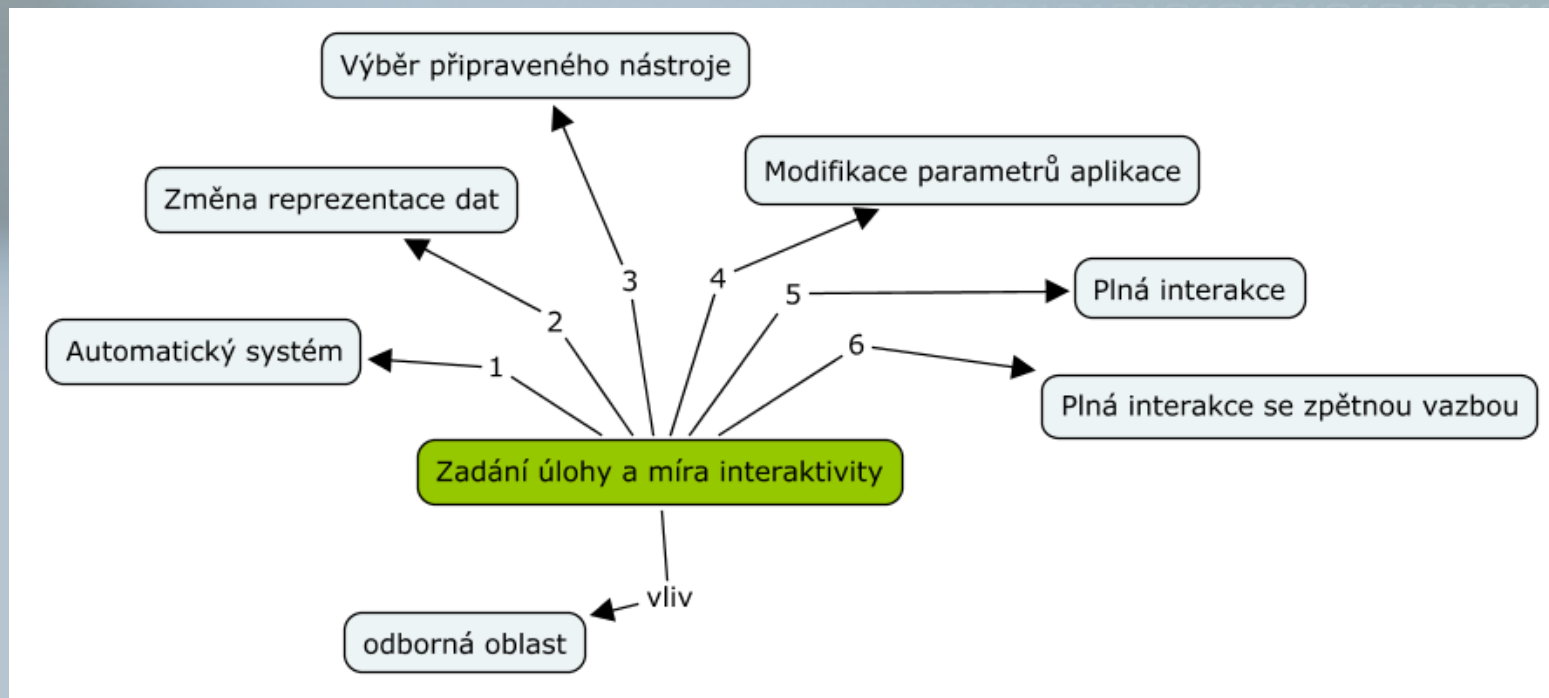 Výběr připraveného nástroje
Modifikace parametrů aplikace
Změna reprezentace dat
3
4
5
Plná interakce
2
6
Automatický systém
1
Plná interakce se zpětnou vazbou
Zadání úlohy a míra interaktivity
vliv
odborná oblast